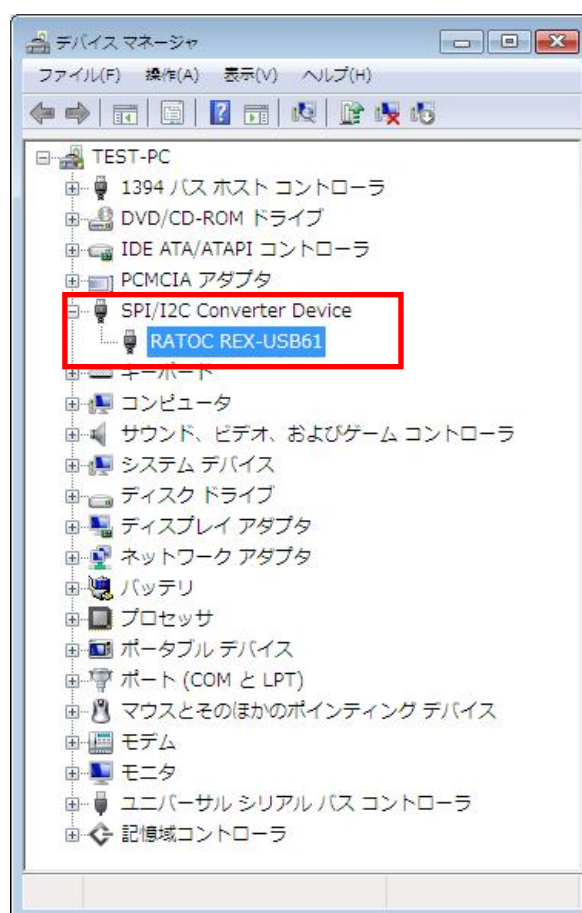 デバイス マネージャ
ファイル(F) 操作(A) 表示(V) ヘルプ(H)
TEST-PC
1394 バス ホスト コントローラ
DVD/CD-ROM ドライブ
IDE ATA/ATAPI コントローラ
PCMCIA アダプタ
SPI/I2C Converter Device
RATOC REX-USB61
キーボード
コンピュータ
サウンド、ビデオ、およびゲーム コントローラ
システム デバイス
ディスク ドライブ
ディスプレイ アダプタ
ネットワーク アダプタ
バッテリ
プロセッサ
ポータブル デバイス
ポート (COM と LPT)
マウスとそのほかのポインティング デバイス
モデム
モニタ
ユニバーサル シリアル バス コントローラ
記憶域コントローラ